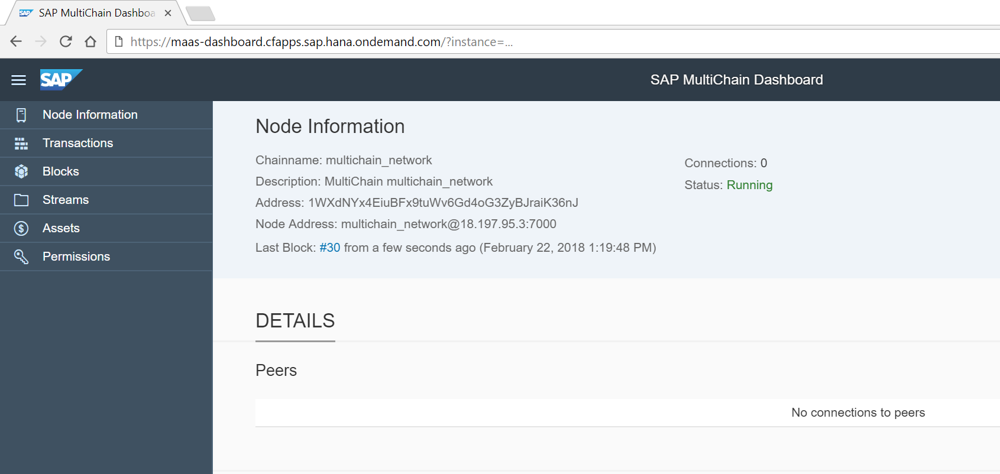 SAP SAP MultiChain Dashboa
https://maas-dashboard.cfapps.sap.hana.ondemand.com/?instance=...
SAP
SAP MultiChain Dashboard
Node Information
Transactions
Blocks
Streams
Assets
Permissions
Node Information
Chainname: multichain_network
Description: MultiChain multichain_network
Address: 1WXdNYx4EiuBFx9tuWv6Gd4oG3ZyBJraiK36nJ
Node Address: multichain_network@18.197.95.3:7000
Last Block: #30 from a few seconds ago (February 22, 2018 1:19:48 PM)
Connections: 0
Status: Running
DETAILS
Peers
No connections to peers